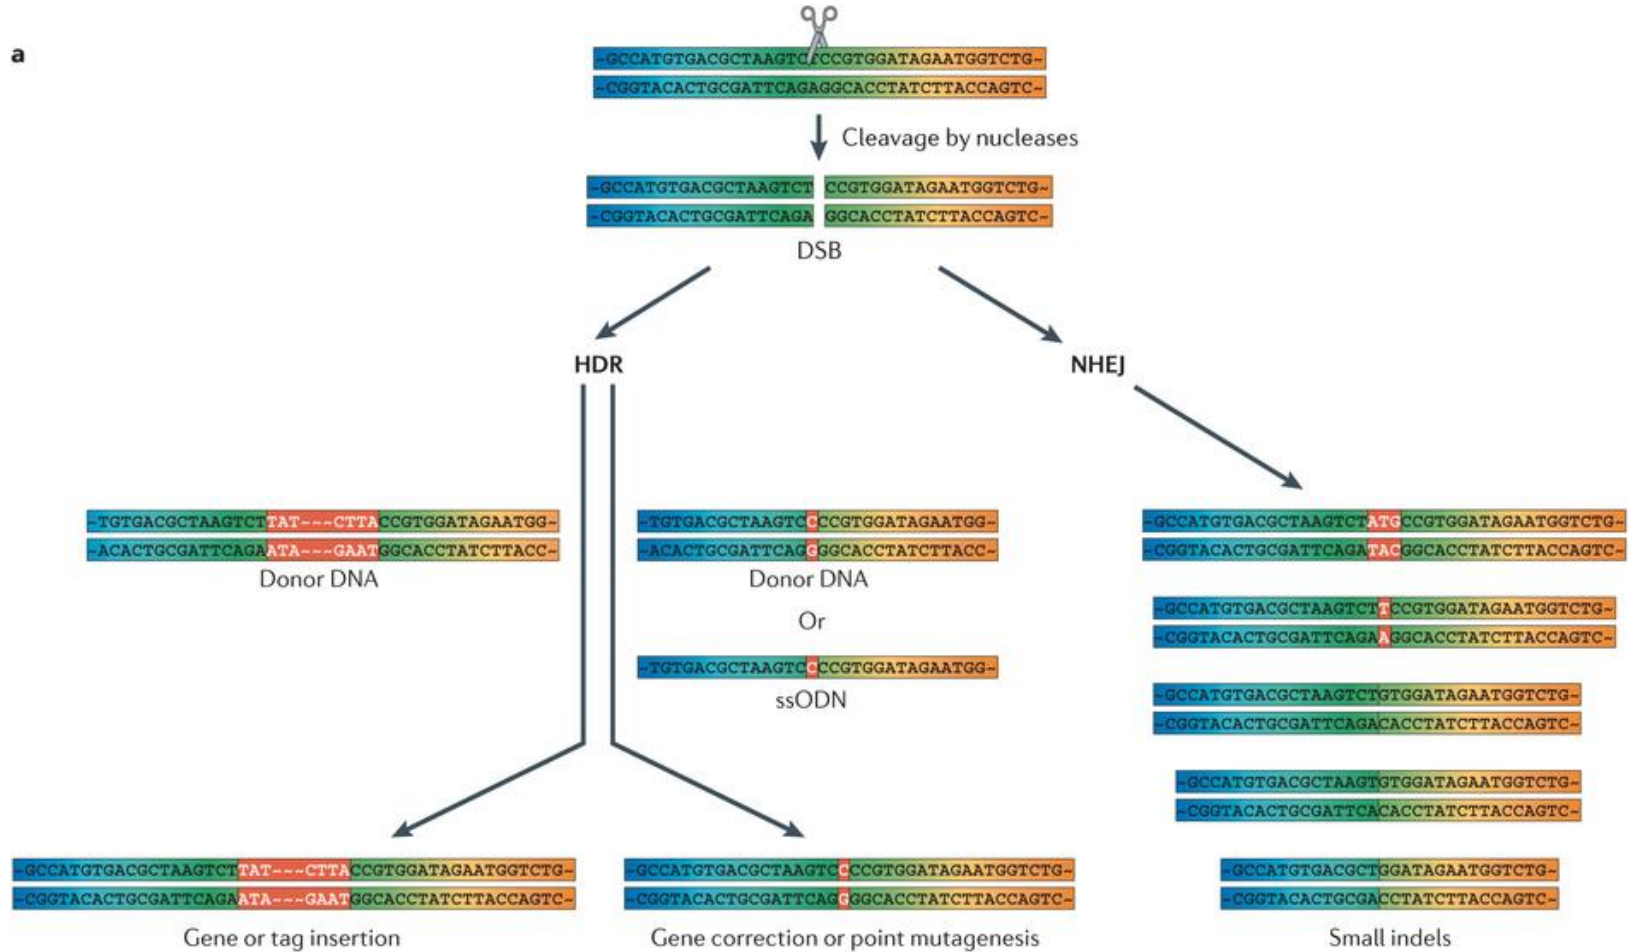 a
~GCCATGTGACGCTAAGTCTCCGTGGATAGAATGGTCTG~
~CGGTACACTGCGATTCAGAGGCACCTATCTTACCAGTC~
Cleavage by nucleases
~GCCATGTGACGCTAAGTCT CCGTGGATAGAATGGTCTG~
~CGGTACACTGCGATTCAGA GGCACCTATCTTACCAGTC~
DSB
HDR
NHEJ
~TGTGACGCTAAGTCTTAT~~~CTTACCGTGGATAGAATGG~
~ACACTGCGATTCAGAATA~~~GAATGGCACCTATCTTACC~
Donor DNA
~TGTGACGCTAAGTCCCCGTGGATAGAATGG~
~ACACTGCGATTCAGGGGCACCTATCTTACC~
Donor DNA
Or
~TGTGACGCTAAGTCCCCGTGGATAGAATGG~
ssODN
~GCCATGTGACGCTAAGTCTATGCCGTGGATAGAATGGTCTG~
~CGGTACACTGCGATTCAGATACGGCACCTATCTTACCAGTC~
~GCCATGTGACGCTAAGTCTTCCGTGGATAGAATGGTCTG~
~CGGTACACTGCGATTCAGAAGGCACCTATCTTACCAGTC~
~GCCATGTGACGCTAAGTCTGTGGATAGAATGGTCTG~
~CGGTACACTGCGATTCAGACACCTATCTTACCAGTC~
~GCCATGTGACGCTAAGTGTGGATAGAATGGTCTG~
~CGGTACACTGCGATTCACACCTATCTTACCAGTC~
~GCCATGTGACGCTGGATAGAATGGTCTG~
~CGGTACACTGCGACCTATCTTACCAGTC~
Small indels
~GCCATGTGACGCTAAGTCTTAT~~~CTTACCGTGGATAGAATGGTCTG~
~CGGTACACTGCGATTCAGAATA~~~GAATGGCACCTATCTTACCAGTC~
Gene or tag insertion
~GCCATGTGACGCTAAGTCCCCGTGGATAGAATGGTCTG~
~CGGTACACTGCGATTCAGGGGCACCTATCTTACCAGTC~
Gene correction or point mutagenesis